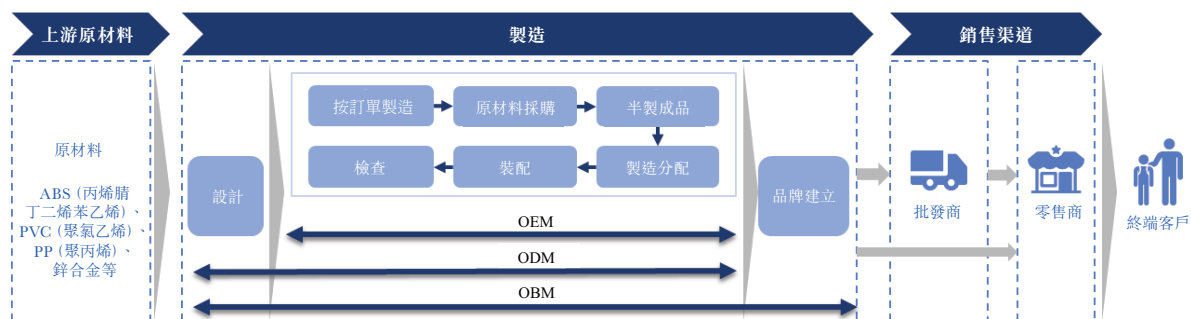 上游原材料
製造
銷售渠道
原材料
ABS (丙烯腈
丁二烯苯乙烯)、
PVC (聚氯乙烯)、
PP (聚丙烯)、
鋅合金等
設計
按訂單製造
原材料採購
半製成品
檢查
裝配
製造分配
品牌建立
OEM
ODM
OBM
批發商
零售商
終端客戶